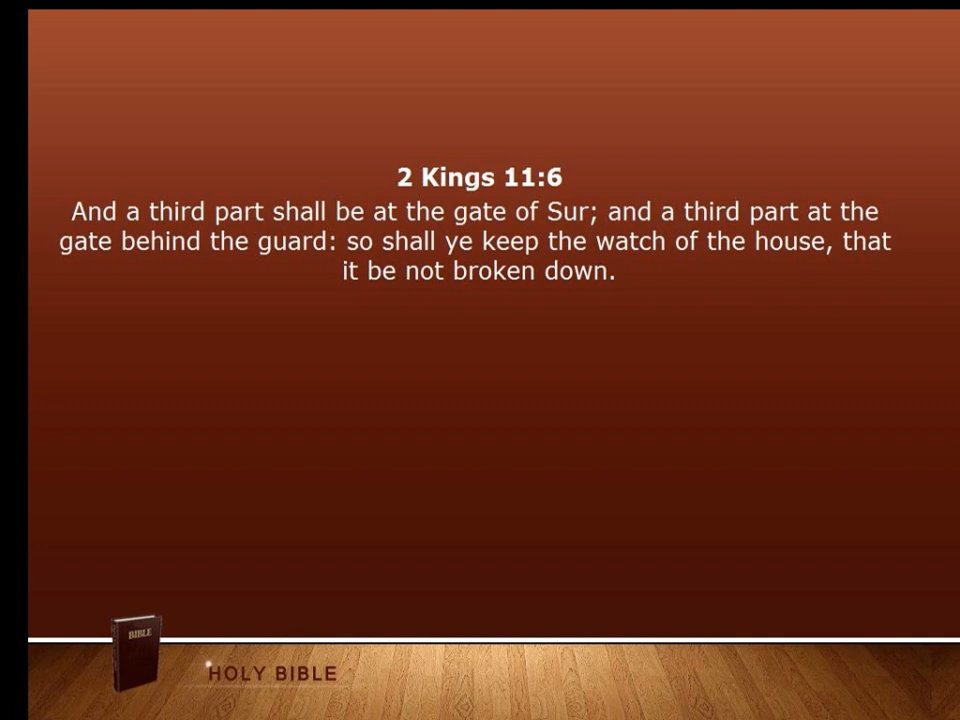 2 Kings 11:6
And a third part shall be at the gate of Sur; and a third part at the
gate behind the guard: so shall ye keep the watch of the house, that
it be not broken down.
BIBLE
HOLY BIBLE